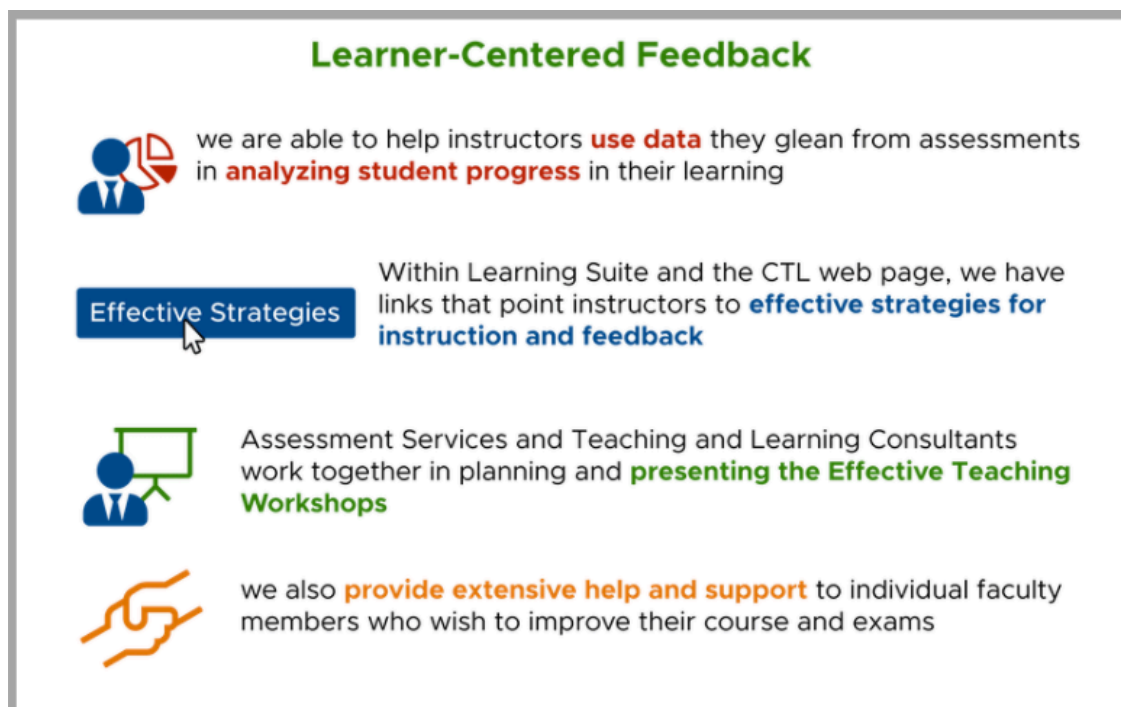 Learner-Centered Feedback
we are able to help instructors use data they glean from assessments
in analyzing student progress in their learning
Effective Strategies
Within Learning Suite and the CTL web page, we have
links that point instructors to effective strategies for
instruction and feedback
Assessment Services and Teaching and Learning Consultants
work together in planning and presenting the Effective Teaching
Workshops
we also provide extensive help and support to individual faculty
members who wish to improve their course and exams